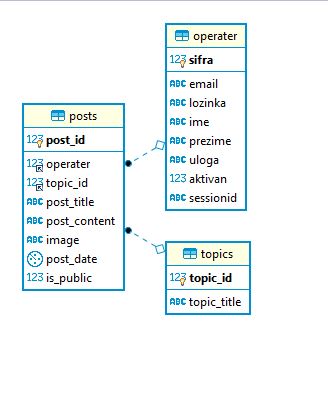 operater
123 sifra
ABC email
ABC lozinka
ABC ime
ABC prezime
ABC uloga
123 aktivan
ABC sessionid
posts
123 post_id
123 operater
123 topic_id
ABC post_title
ABC post_content
ABC image
post_date
123 is_public
topics
123 topic_id
ABC topic_title